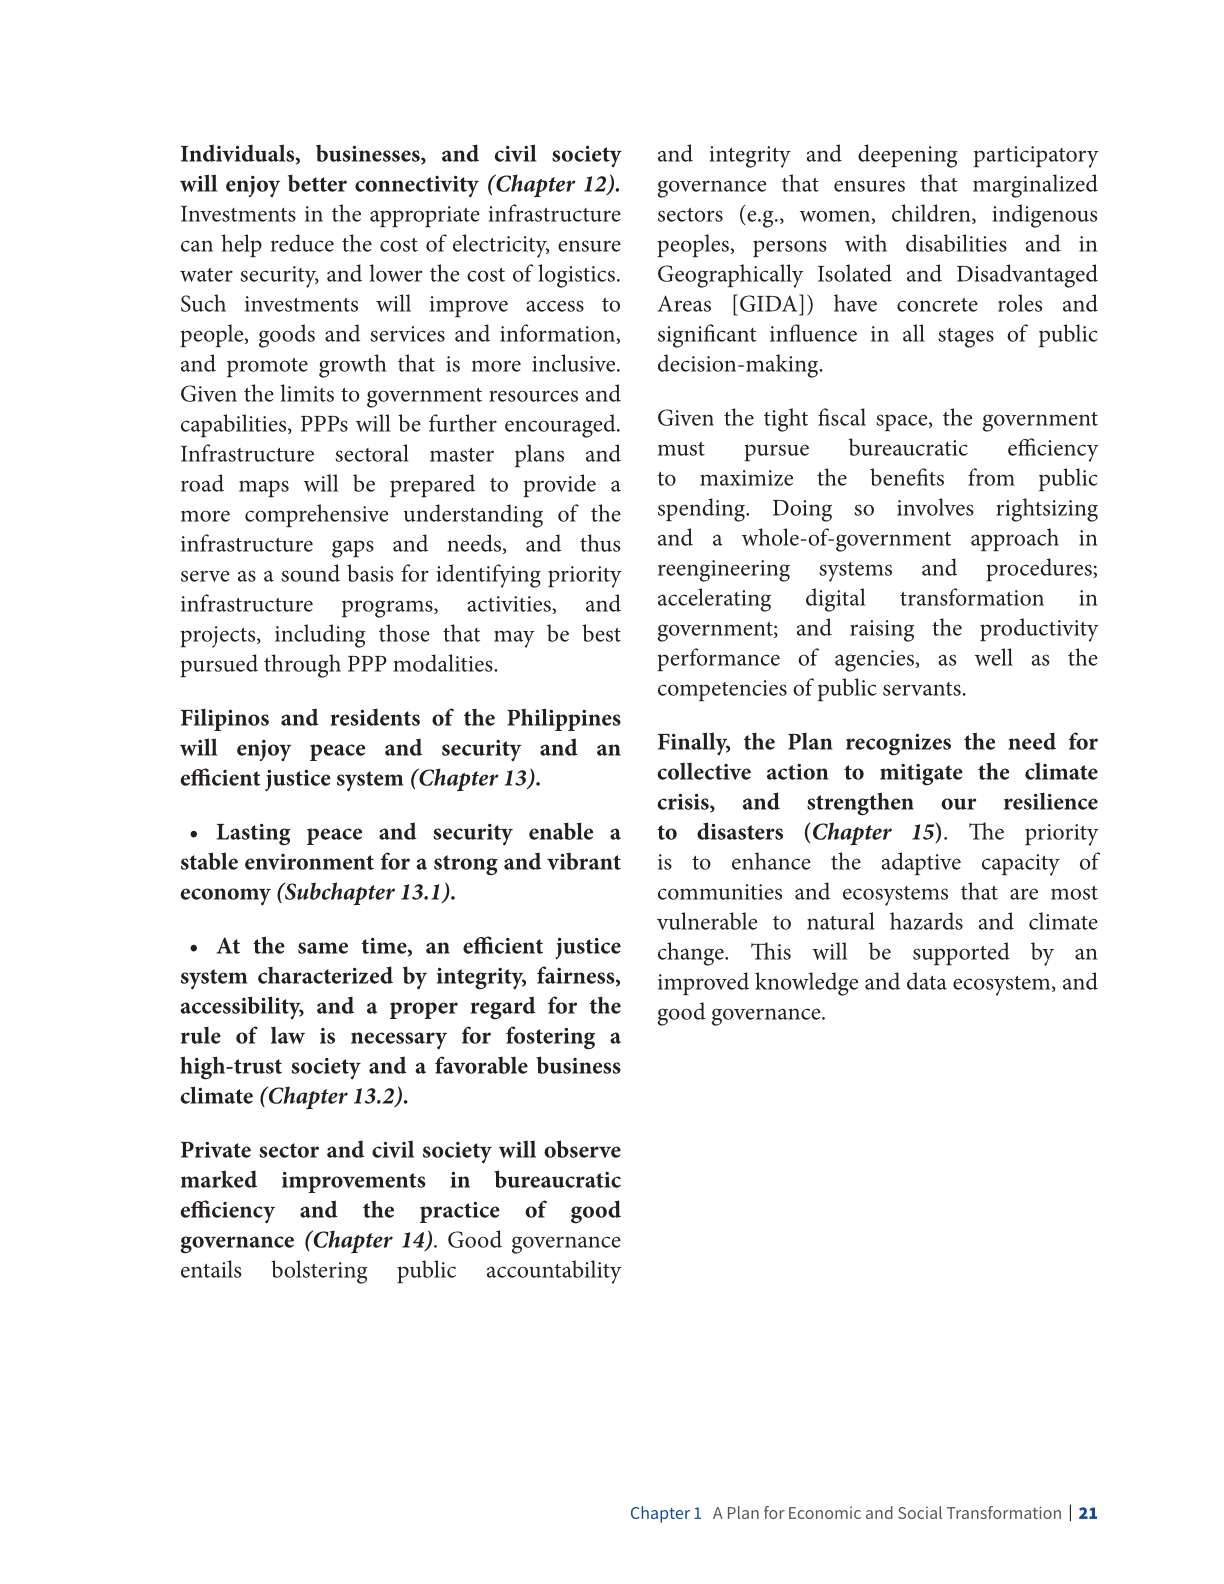 Individuals, businesses, and civil society
will enjoy better connectivity (Chapter 12).
Investments in the appropriate infrastructure
can help reduce the cost of electricity, ensure
water security, and lower the cost of logistics.
Such investments will improve access to
people, goods and services and information,
and promote growth that is more inclusive.
Given the limits to government resources and
capabilities, PPPs will be further encouraged.
Infrastructure sectoral master plans and
road maps will be prepared to provide a
more comprehensive understanding of the
infrastructure gaps and needs, and thus
serve as a sound basis for identifying priority
infrastructure programs, activities, and
projects, including those that may be best
pursued through PPP modalities.
Filipinos and residents of the Philippines
will enjoy peace and security and an
efficient justice system (Chapter 13).
• Lasting peace and security enable a
stable environment for a strong and vibrant
economy (Subchapter 13.1).
• At the same time, an efficient justice
system characterized by integrity, fairness,
accessibility, and a proper regard for the
rule of law is necessary for fostering a
high-trust society and a favorable business
climate (Chapter 13.2).
Private sector and civil society will observe
marked improvements in bureaucratic
efficiency and the practice of good
governance (Chapter 14). Good governance
entails bolstering public accountability
and integrity and deepening participatory
governance that ensures that marginalized
sectors (e.g., women, children, indigenous
peoples, persons with disabilities and in
Geographically Isolated and Disadvantaged
Areas [GIDA]) have concrete roles and
significant influence in all stages of public
decision-making.
Given the tight fiscal space, the government
must pursue bureaucratic efficiency
to maximize the benefits from public
spending. Doing so involves rightsizing
and a whole-of-government approach in
reengineering systems and procedures;
accelerating digital transformation in
government; and raising the productivity
performance of agencies, as well as the
competencies of public servants.
Finally, the Plan recognizes the need for
collective action to mitigate the climate
crisis, and strengthen our resilience
to disasters (Chapter 15). The priority
is to enhance the adaptive capacity of
communities and ecosystems that are most
vulnerable to natural hazards and climate
change. This will be supported by an
improved knowledge and data ecosystem, and
good governance.
Chapter 1 A Plan for Economic and Social Transformation | 21